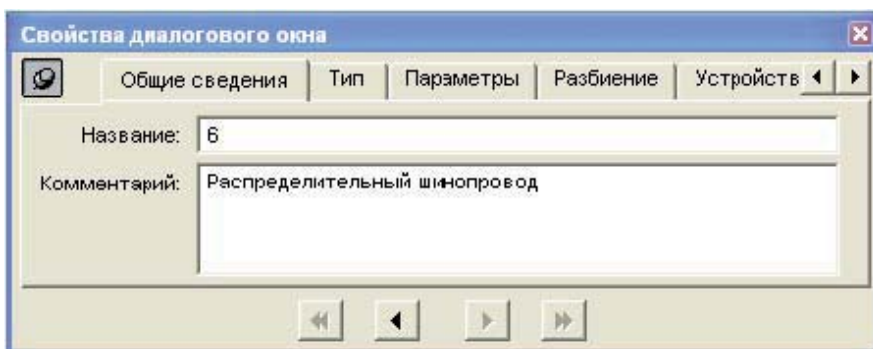 Свойства диалогового окна
Общие сведения Тип Параметры Разбиение Устройств
Название: 6
Комментарий: Распределительный шинопровод